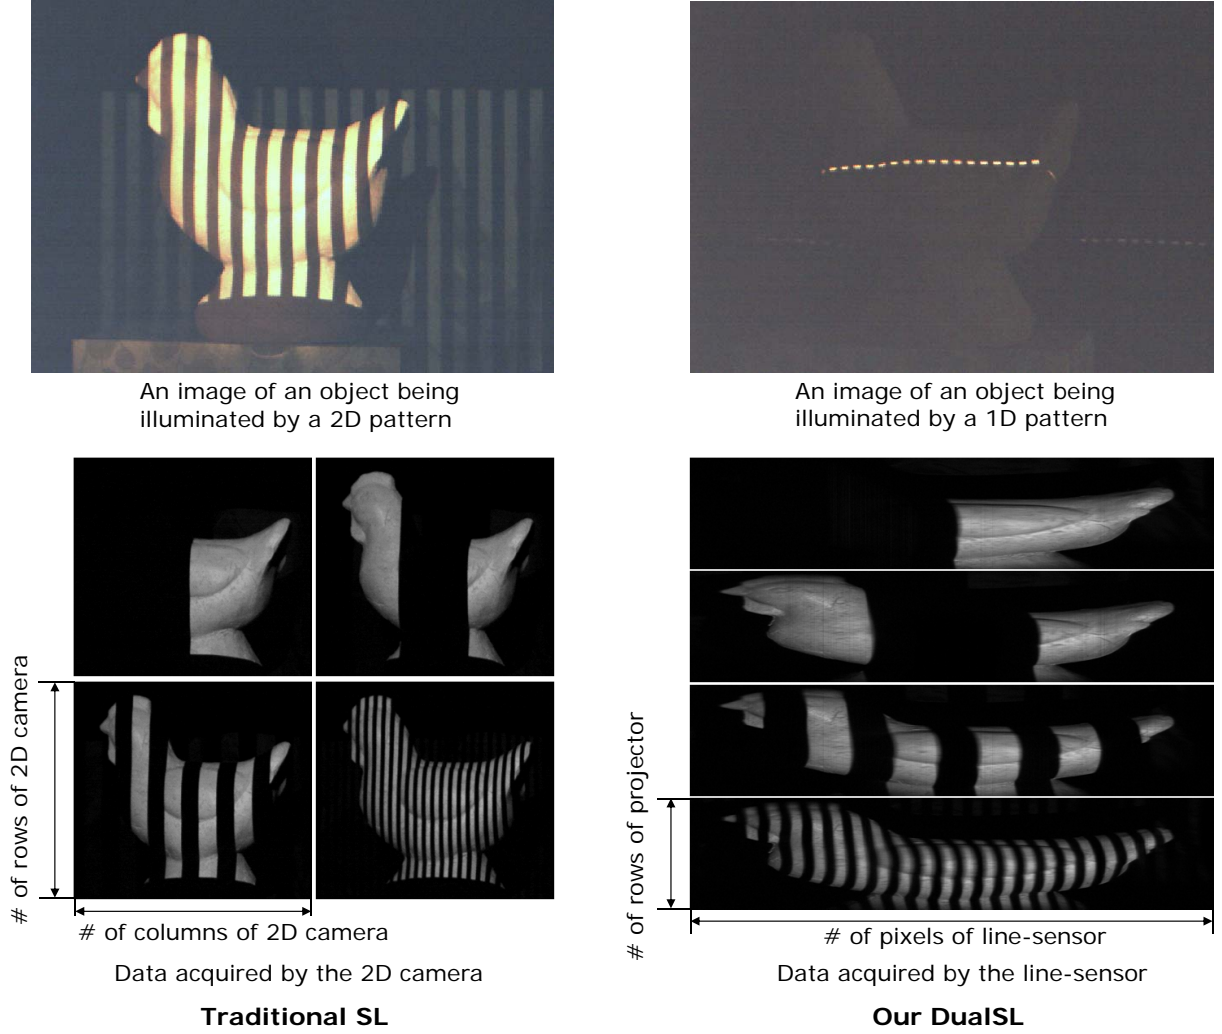 An image of an object being
illuminated by a 2D pattern
An image of an object being
illuminated by a 1D pattern
# of rows of 2D camera
# of columns of 2D camera
Data acquired by the 2D camera
Traditional SL
# of rows of projector
# of pixels of line-sensor
Data acquired by the line-sensor
Our DualSL